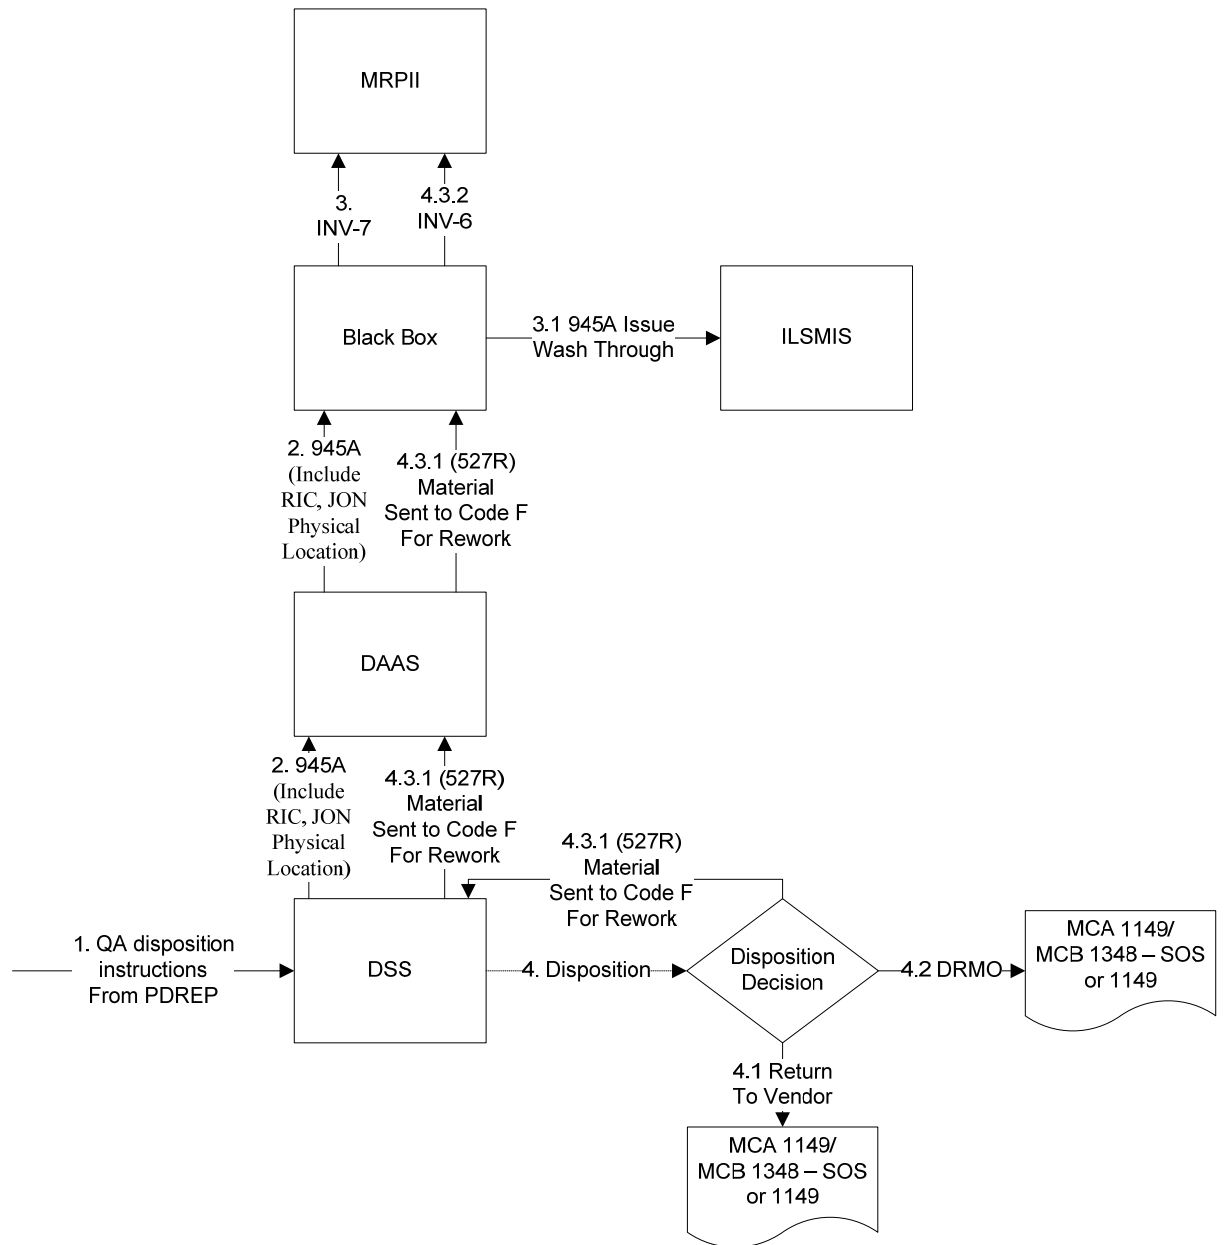 MRPII
3.
INV-7
4.3.2
INV-6
Black Box
3.1 945A Issue
Wash Through
ILSMIS
2. 945A
(Include
RIC, JON
Physical
Location)
4.3.1 (527R)
Material
Sent to Code F
For Rework
DAAS
2. 945A
(Include
RIC, JON
Physical
Location)
4.3.1 (527R)
Material
Sent to Code F
For Rework
4.3.1 (527R)
Material
Sent to Code F
For Rework
1. QA disposition
instructions
From PDREP
DSS
4. Disposition
Disposition
Decision
4.2 DRMO
MCA 1149/
MCB 1348 – SOS
or 1149
4.1 Return
To Vendor
MCA 1149/
MCB 1348 – SOS
or 1149